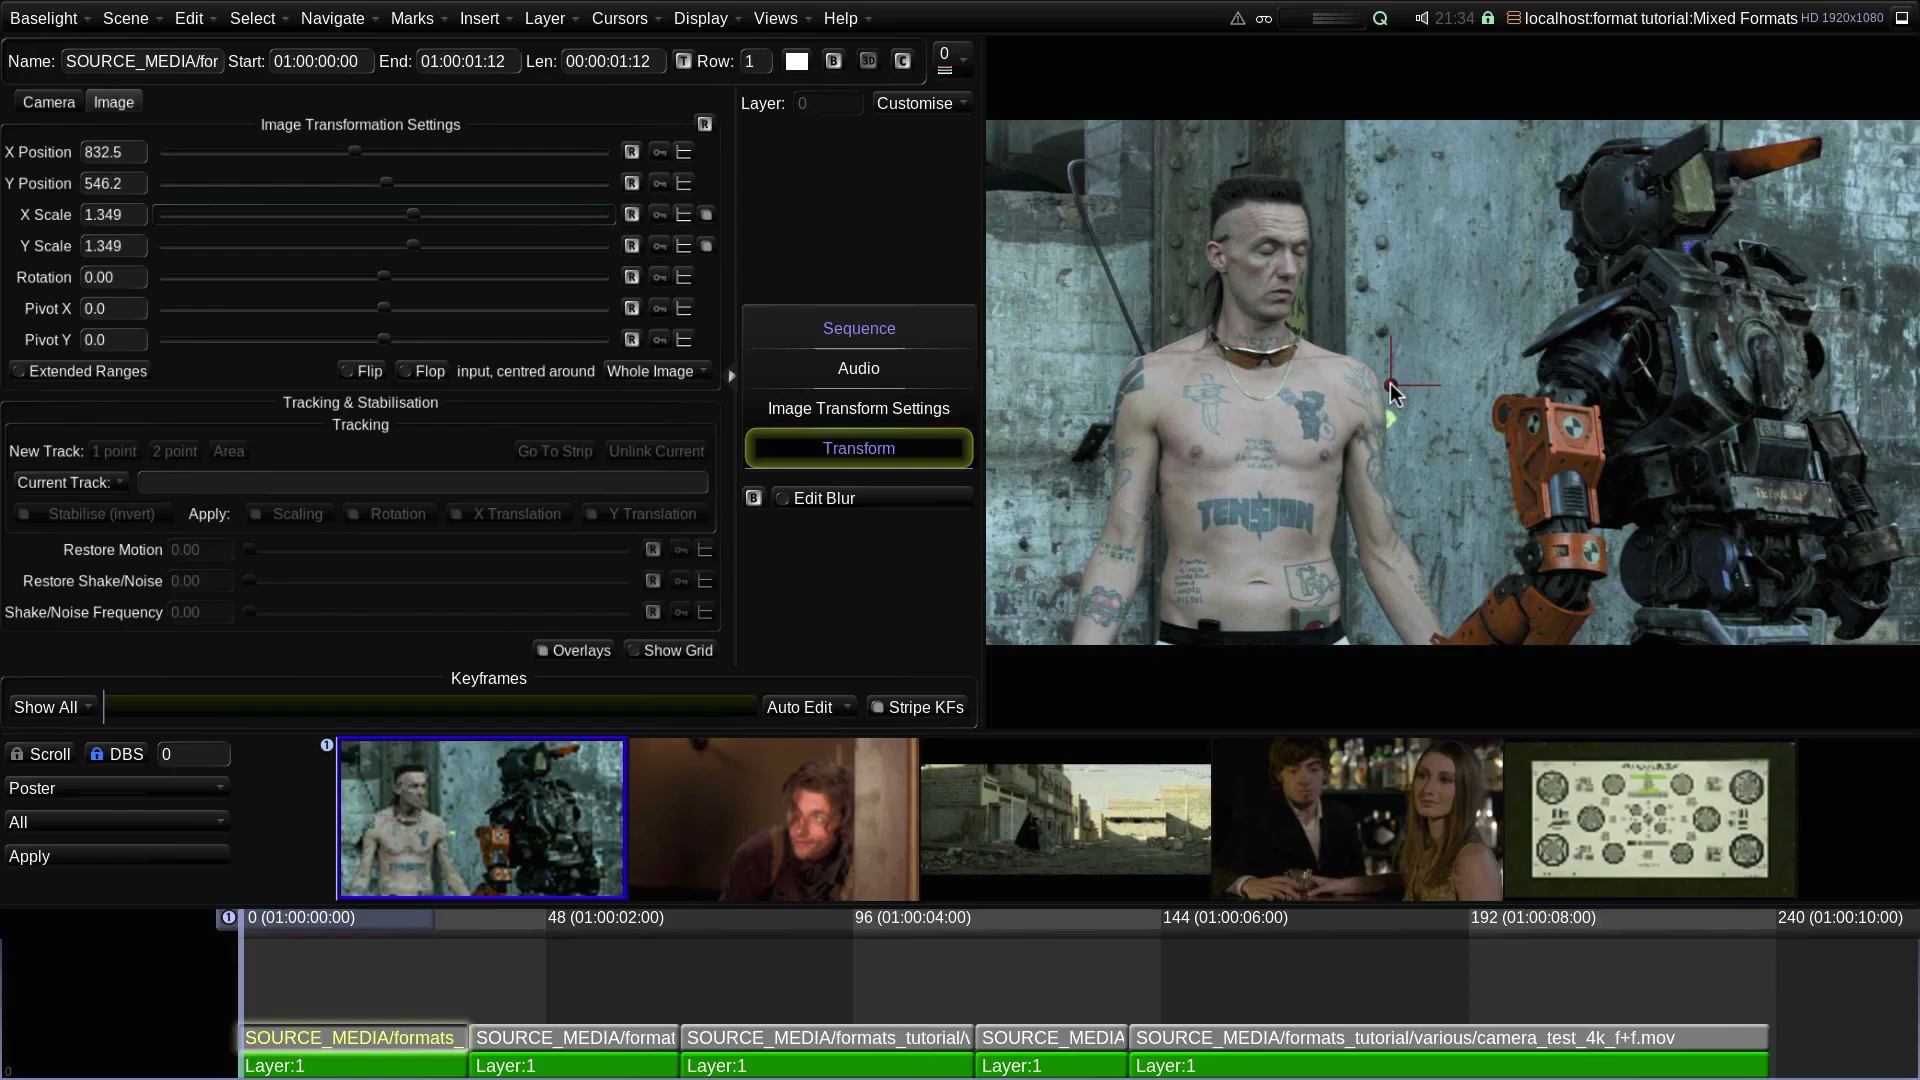 Baselight Scene Edit Select Navigate Marks Insert Layer Cursors Display Views Help 21:34 localhost:format tutorial:Mixed Formats HD 1920x1080
Name: SOURCE_MEDIA/for Start: 01:00:00:00 End: 01:00:01:12 Len: 00:00:01:12 T Row: 1 B 3D C 0
Camera Image Layer: 0 Customise
Image Transformation Settings R
X Position 832.5 R
Y Position 546.2 R
X Scale 1.349 R
Y Scale 1.349 R
Rotation 0.00 R
Pivot X 0.0 R
Pivot Y 0.0 R
Extended Ranges Flip Flop input, centred around Whole Image
Sequence
Audio
Image Transform Settings
Transform
B Edit Blur
Tracking & Stabilisation
Tracking
New Track: 1 point 2 point Area Go To Strip Unlink Current
Current Track:
Stabilise (invert) Apply: Scaling Rotation X Translation Y Translation
Restore Motion 0.00 R
Restore Shake/Noise 0.00 R
Shake/Noise Frequency 0.00 R
Overlays Show Grid
TENSION
Keyframes
Show All Auto Edit Stripe KFs
Scroll DBS 0 1
Poster
All
Apply
1 0 (01:00:00:00) 48 (01:00:02:00) 96 (01:00:04:00) 144 (01:00:06:00) 192 (01:00:08:00) 240 (01:00:10:00)
SOURCE_MEDIA/formats_ SOURCE_MEDIA/format SOURCE_MEDIA/formats_tutorial/v SOURCE_MEDIA SOURCE_MEDIA/formats_tutorial/various/camera_test_4k_f+f.mov
Layer:1 Layer:1 Layer:1 Layer:1 Layer:1
0